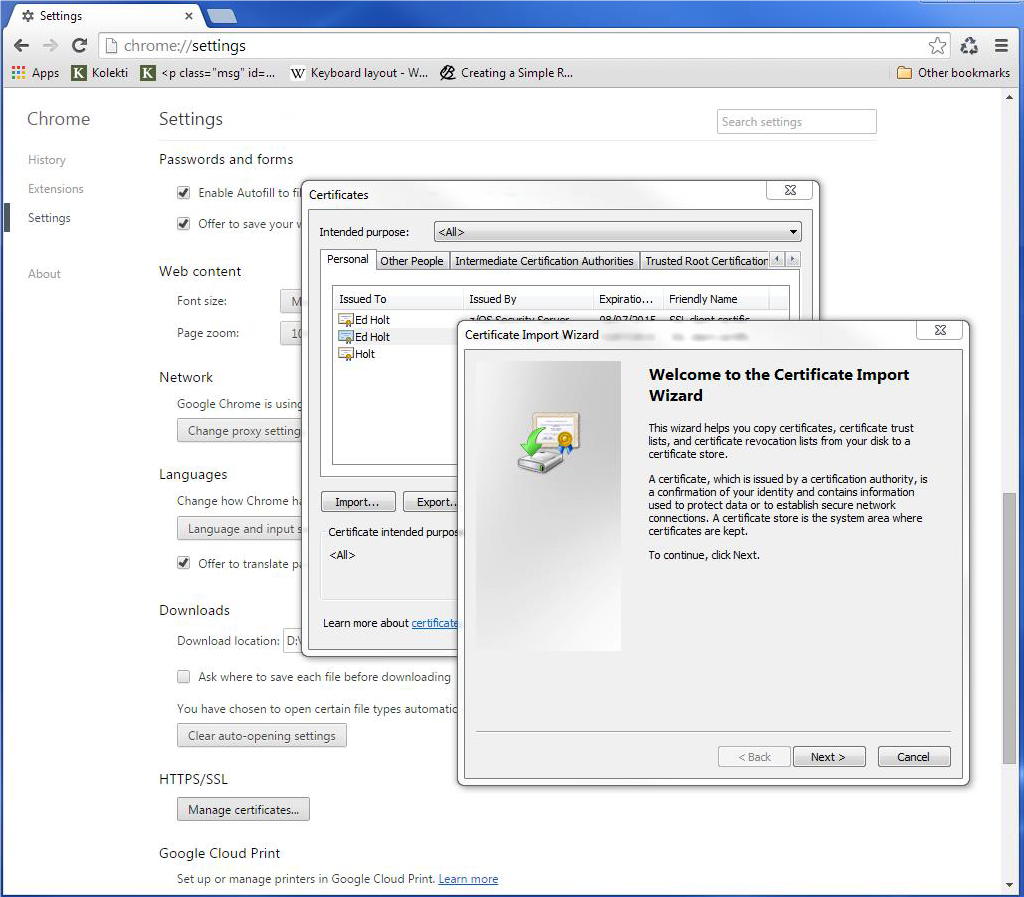 Settings
chrome://settings
Apps
Kolekti
<p class="msg" id=...
Keyboard layout - W...
Creating a Simple R...
Other bookmarks
Chrome
History
Extensions
Settings
About
Settings
Search settings
Passwords and forms
Enable Autofill to
Offer to save your
Web content
Font size:
Page zoom:
Network
Google Chrome is using
Change proxy setting
Languages
Change how Chrome
Language and input
Offer to translate
Downloads
Download location: D:\
Ask where to save each file before downloading
You have chosen to open certain file types
Clear auto-opening settings
HTTPS/SSL
Manage certificates...
Google Cloud Print
Set up or manage printers in Google Cloud Print. Learn more
Certificates
Intended purpose:
<All>
Personal
Other People
Intermediate Certification Authorities
Trusted Root Certification
Issued To
Issued By
Expiratio...
Friendly Name
Ed Holt
z/OS Security Server
08/07/2015
SSL client certific
Ed Holt
Holt
Import...
Export..
Certificate intended
<All>
Learn more about certificate
Certificate Import Wizard
Welcome to the Certificate Import
Wizard
This wizard helps you copy certificates, certificate trust
lists, and certificate revocation lists from your disk to a
certificate store.
A certificate, which is issued by a certification authority, is
a confirmation of your identity and contains information
used to protect data or to establish secure network
connections. A certificate store is the system area where
certificates are kept.
To continue, click Next.
< Back
Next >
Cancel